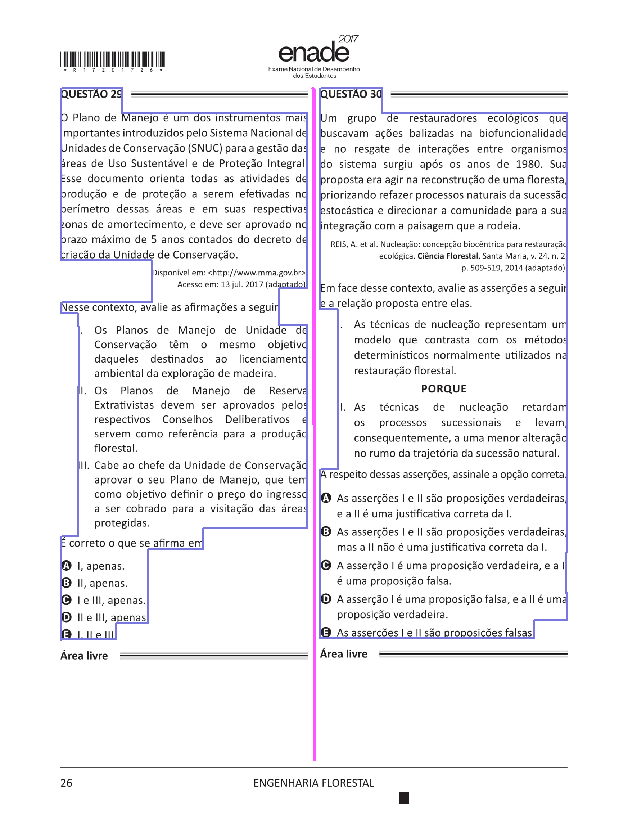 *R17201726*
enade 2017
Exame Nacional de Desempenho
dos Estudantes
QUESTÃO 29
O Plano de Manejo é um dos instrumentos mais
importantes introduzidos pelo Sistema Nacional de
Unidades de Conservação (SNUC) para a gestão das
áreas de Uso Sustentável e de Proteção Integral.
Esse documento orienta todas as atividades de
produção e de proteção a serem efetivadas no
perímetro dessas áreas e em suas respectivas
zonas de amortecimento, e deve ser aprovado no
prazo máximo de 5 anos contados do decreto de
criação da Unidade de Conservação.
Disponível em: <http://www.mma.gov.br>.
Acesso em: 13 jul. 2017 (adaptado).
Nesse contexto, avalie as afirmações a seguir.
I. Os Planos de Manejo de Unidade de
Conservação têm o mesmo objetivo
daqueles destinados ao licenciamento
ambiental da exploração de madeira.
II. Os Planos de Manejo de Reserva
Extrativistas devem ser aprovados pelos
respectivos Conselhos Deliberativos e
servem como referência para a produção
florestal.
III. Cabe ao chefe da Unidade de Conservação
aprovar o seu Plano de Manejo, que tem
como objetivo definir o preço do ingresso
a ser cobrado para a visitação das áreas
protegidas.
É correto o que se afirma em
A I, apenas.
B II, apenas.
C I e III, apenas.
D II e III, apenas.
E I, II e III.
Área livre
QUESTÃO 30
Um grupo de restauradores ecológicos que
buscavam ações balizadas na biofuncionalidade
e no resgate de interações entre organismos
do sistema surgiu após os anos de 1980. Sua
proposta era agir na reconstrução de uma floresta,
priorizando refazer processos naturais da sucessão
estocástica e direcionar a comunidade para a sua
integração com a paisagem que a rodeia.
REIS, A. et al. Nucleação: concepção biocêntrica para restauração
ecológica. Ciência Florestal, Santa Maria, v. 24, n. 2,
p. 509-519, 2014 (adaptado).
Em face desse contexto, avalie as asserções a seguir
e a relação proposta entre elas.
I. As técnicas de nucleação representam um
modelo que contrasta com os métodos
determinísticos normalmente utilizados na
restauração florestal.
PORQUE
II. As técnicas de nucleação retardam
os processos sucessionais e levam,
consequentemente, a uma menor alteração
no rumo da trajetória da sucessão natural.
A respeito dessas asserções, assinale a opção correta.
A As asserções I e II são proposições verdadeiras,
e a II é uma justificativa correta da I.
B As asserções I e II são proposições verdadeiras,
mas a II não é uma justificativa correta da I.
C A asserção I é uma proposição verdadeira, e a II
é uma proposição falsa.
D A asserção I é uma proposição falsa, e a II é uma
proposição verdadeira.
E As asserções I e II são proposições falsas.
Área livre
26
ENGENHARIA FLORESTAL